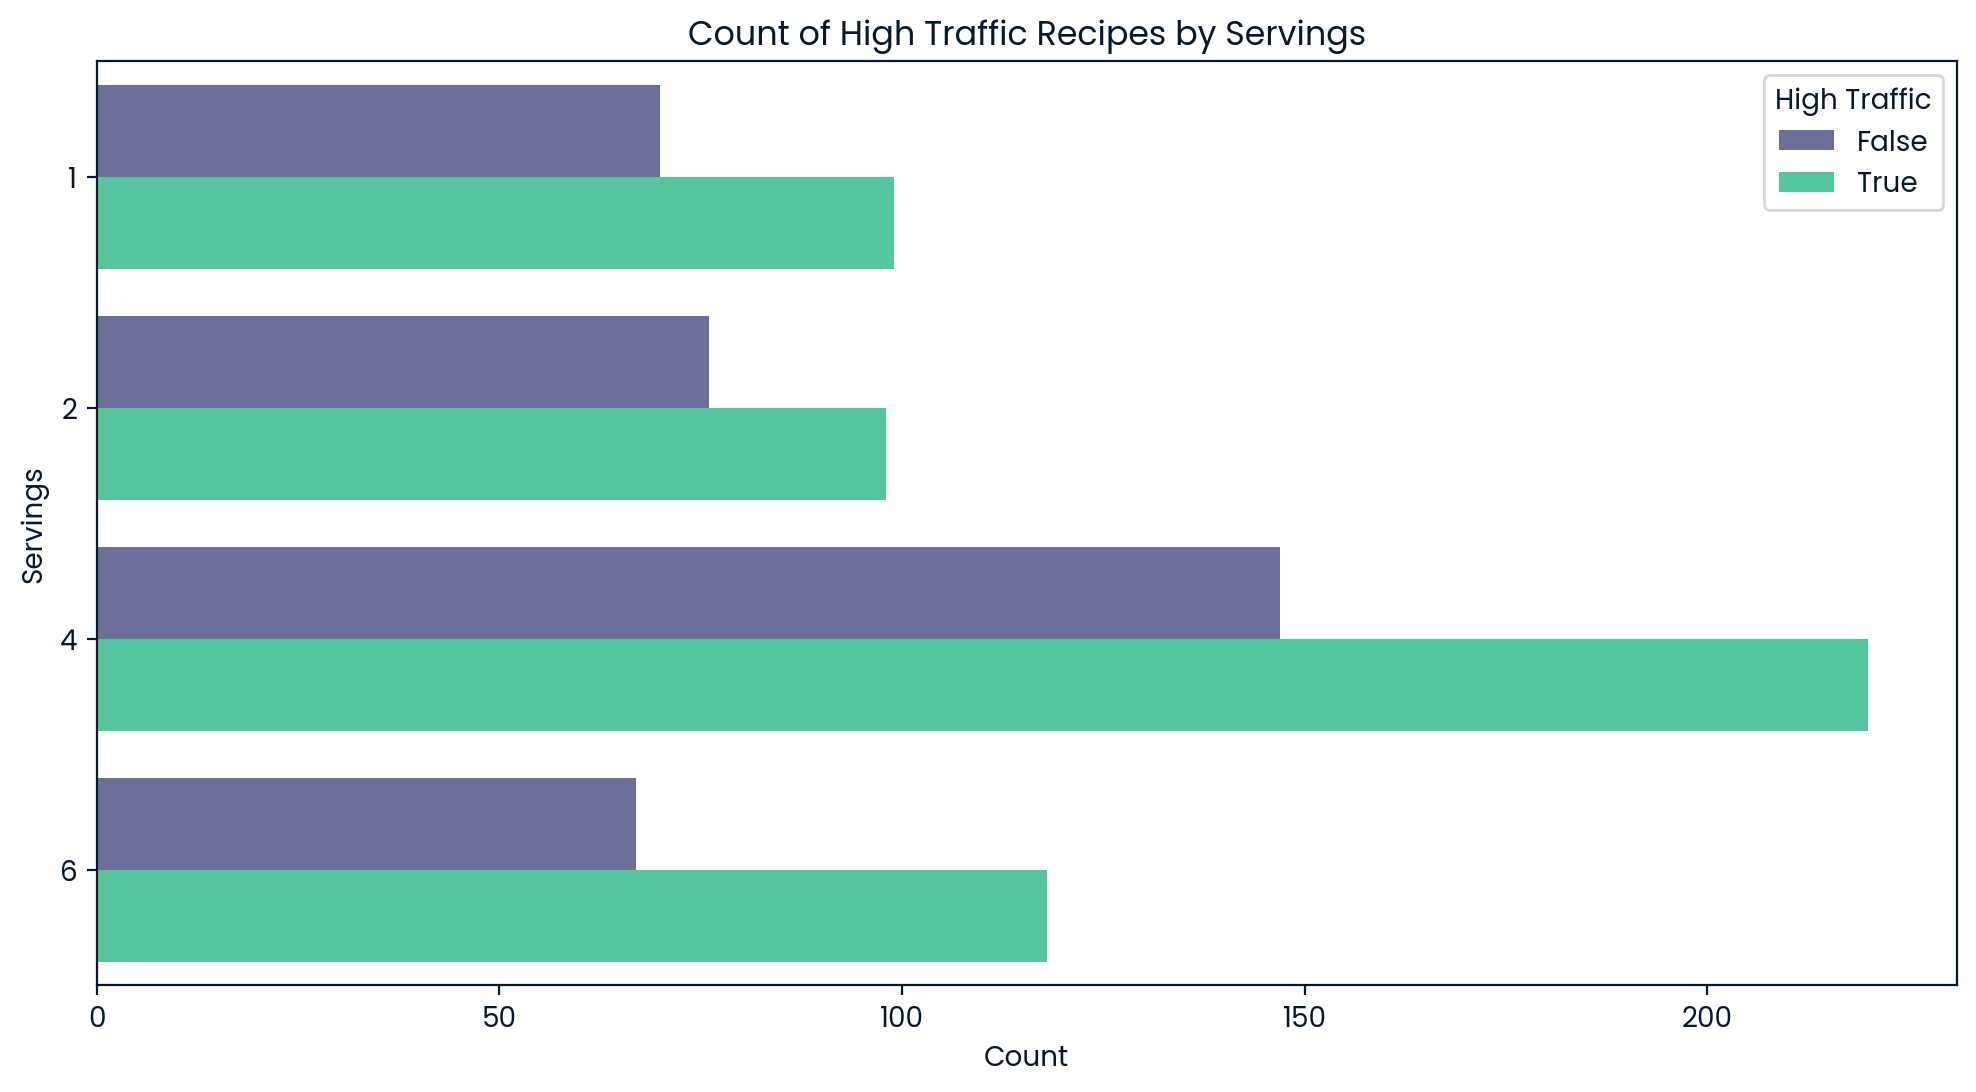 Count of High Traffic Recipes by Servings
High Traffic
False
True
1
2
4
6
Servings
0
50
100
150
200
Count